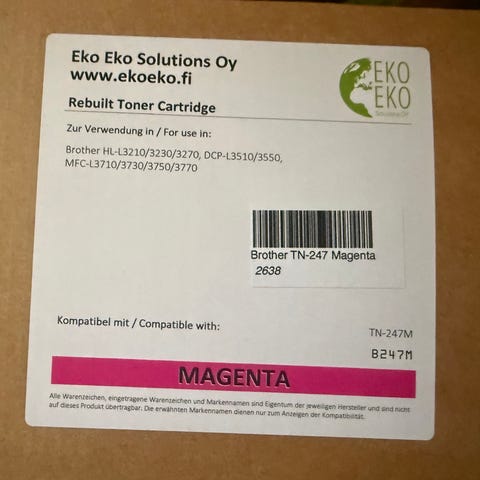 Eko Eko Solutions Oy
www.ekoeko.fi
EKO
EKO
Solutions OY
Rebuilt Toner Cartridge
Zur Verwendung in / For use in:
Brother HL-L3210/3230/3270, DCP-L3510/3550,
MFC-L3710/3730/3750/3770
Brother TN-247 Magenta
2638
Kompatibel mit / Compatible with:
TN-247M
B247M
MAGENTA
Alle Warenzeichen, eingetragene Warenzeichen und Markennamen sind Eigentum der jeweiligen Hersteller und sind nicht
auf dieses Produkt übertragbar. Die erwähnten Markennamen dienen nur zum Anzeigen der Kompatibilität.